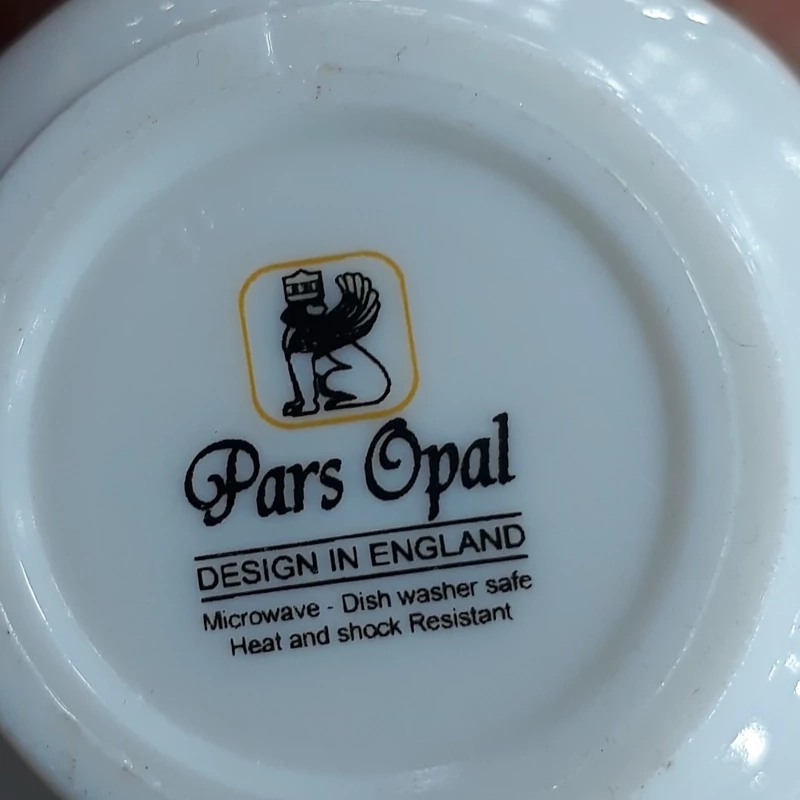 Pars Opal
DESIGN IN ENGLAND
Microwave - Dish washer safe
Heat and shock Resistant